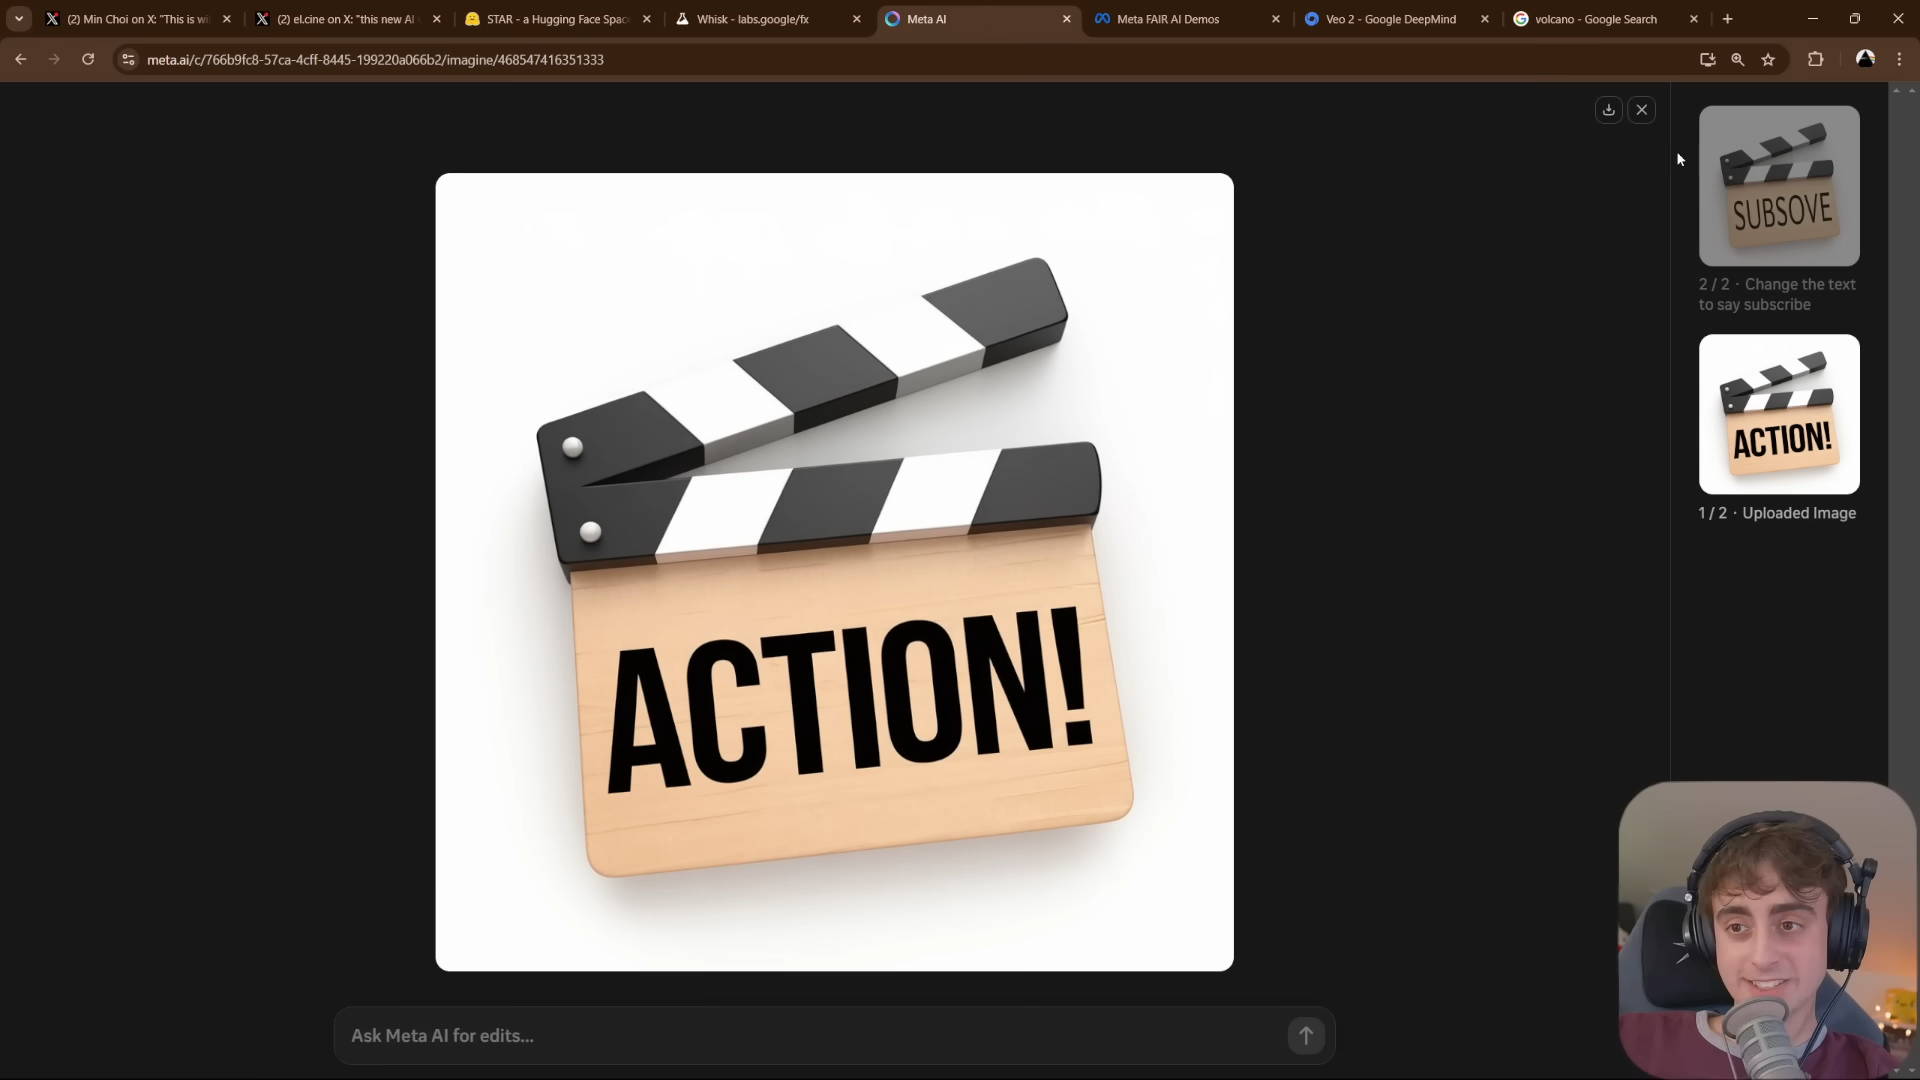 (2) Min Choi on X: "This is wi
(2) el.cine on X: "this new AI
STAR - a Hugging Face Spac
Whisk - labs.google/fx
Meta AI
Meta FAIR AI Demos
Veo 2 - Google DeepMind
volcano - Google Search
meta.ai/c/766b9fc8-57ca-4cff-8445-199220a066b2/imagine/468547416351333
SUBSOVE
2 / 2 · Change the text
to say subscribe
ACTION!
1 / 2 · Uploaded Image
ACTION!
Ask Meta AI for edits...